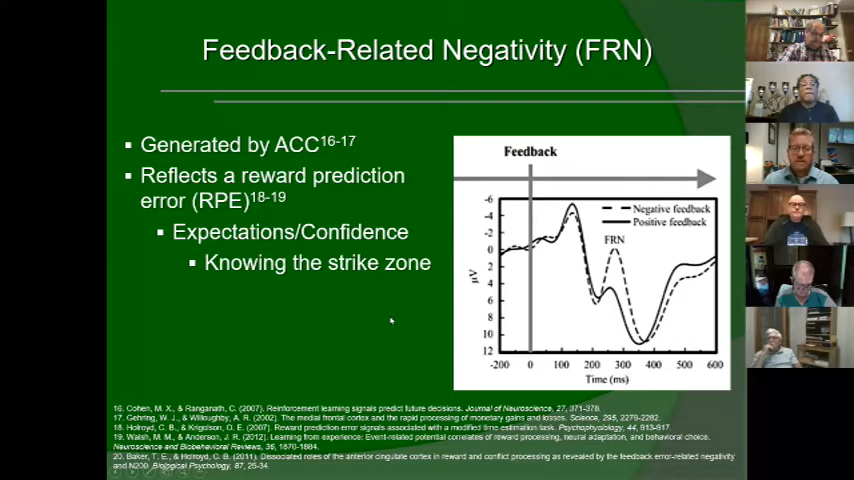 Feedback-Related Negativity (FRN)
▪ Generated by ACC16-17
▪ Reflects a reward prediction
error (RPE)18-19
▪ Expectations/Confidence
▪ Knowing the strike zone
Feedback
-6
-4
-2
0
2
4
6
8
10
12
μV
Negative feedback
Positive feedback
FRN
-200 -100 0 100 200 300 400 500 600
Time (ms)
16. Cohen, M. X., & Ranganath, C. (2007). Reinforcement learning signals predict future decisions. Journal of Neuroscience, 27, 371-378.
17. Gehring, W. J., & Willoughby, A. R. (2002). The medial frontal cortex and the rapid processing of monetary gains and losses. Science, 295, 2279-2282.
18. Holroyd, C. B., & Krigolson, O. E. (2007). Reward prediction error signals associated with a modified time estimation task. Psychophysiology, 44, 913-917.
19. Walsh, M. M., & Anderson, J. R. (2012). Learning from experience: Event-related potential correlates of reward processing, neural adaptation, and behavioral choice.
Neuroscience and Biobehavioral Reviews, 36, 1870-1884.
20. Baker, T. E., & Holroyd, C. B. (2011). Dissociated roles of the anterior cingulate cortex in reward and conflict processing as revealed by the feedback error-related negativity
and N200. Biological Psychology, 87, 25-34.